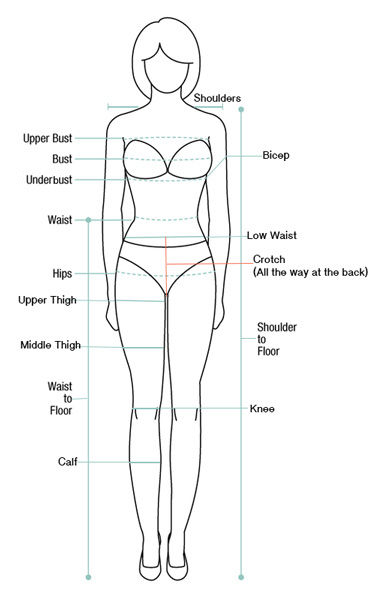 Shoulders
Upper Bust
Bust
Bicep
Underbust
Waist
Low Waist
Crotch
(All the way at the back)
Hips
Upper Thigh
Shoulder
to
Floor
Middle Thigh
Waist
to
Floor
Knee
Calf